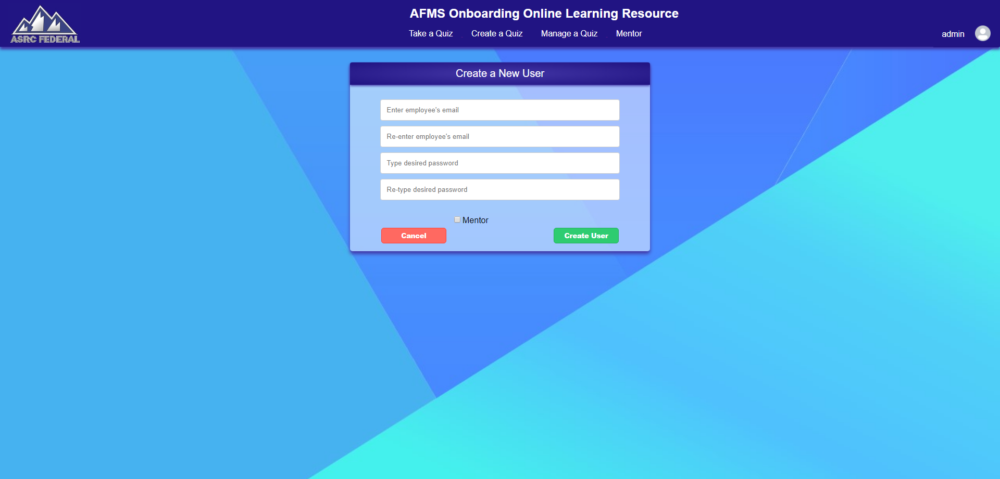 AFMS Onboarding Online Learning Resource
Take a Quiz Create a Quiz Manage a Quiz Mentor
admin
ASRC FEDERAL
Create a New User
Enter employee's email
Re-enter employee's email
Type desired password
Re-type desired password
Mentor
Cancel Create User